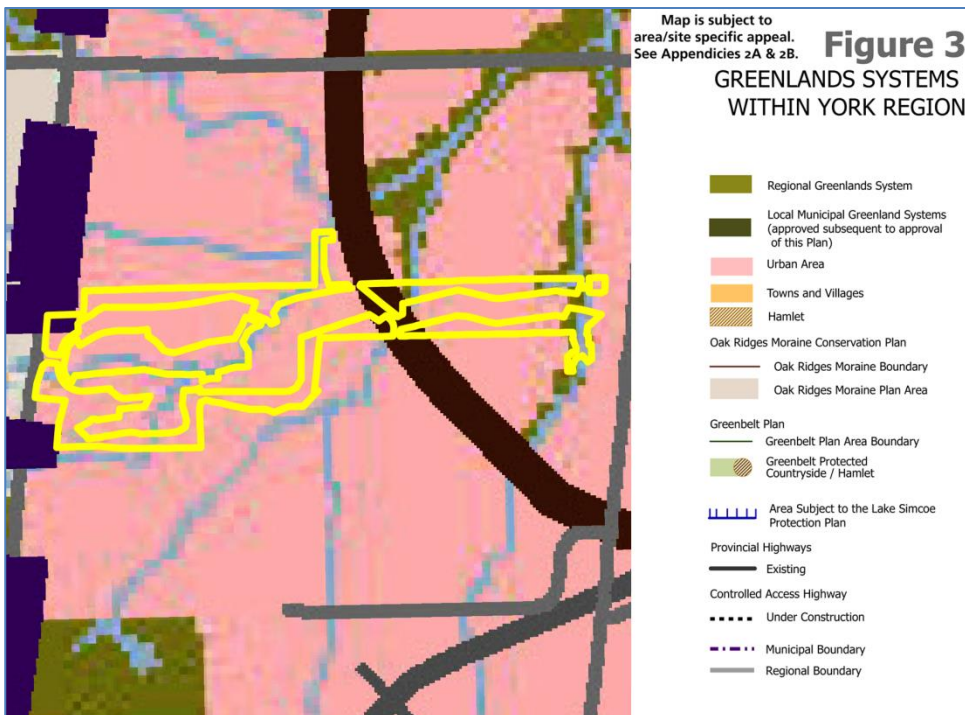 Map is subject to
area/site specific appeal.
See Appendicies 2A & 2B.
Figure 3
GREENLANDS SYSTEMS
WITHIN YORK REGION
Regional Greenlands System
Local Municipal Greenland Systems
(approved subsequent to approval
of this Plan)
Urban Area
Towns and Villages
Hamlet
Oak Ridges Moraine Conservation Plan
Oak Ridges Moraine Boundary
Oak Ridges Moraine Plan Area
Greenbelt Plan
Greenbelt Plan Area Boundary
Greenbelt Protected
Countryside / Hamlet
Area Subject to the Lake Simcoe
Protection Plan
Provincial Highways
Existing
Controlled Access Highway
Under Construction
Municipal Boundary
Regional Boundary